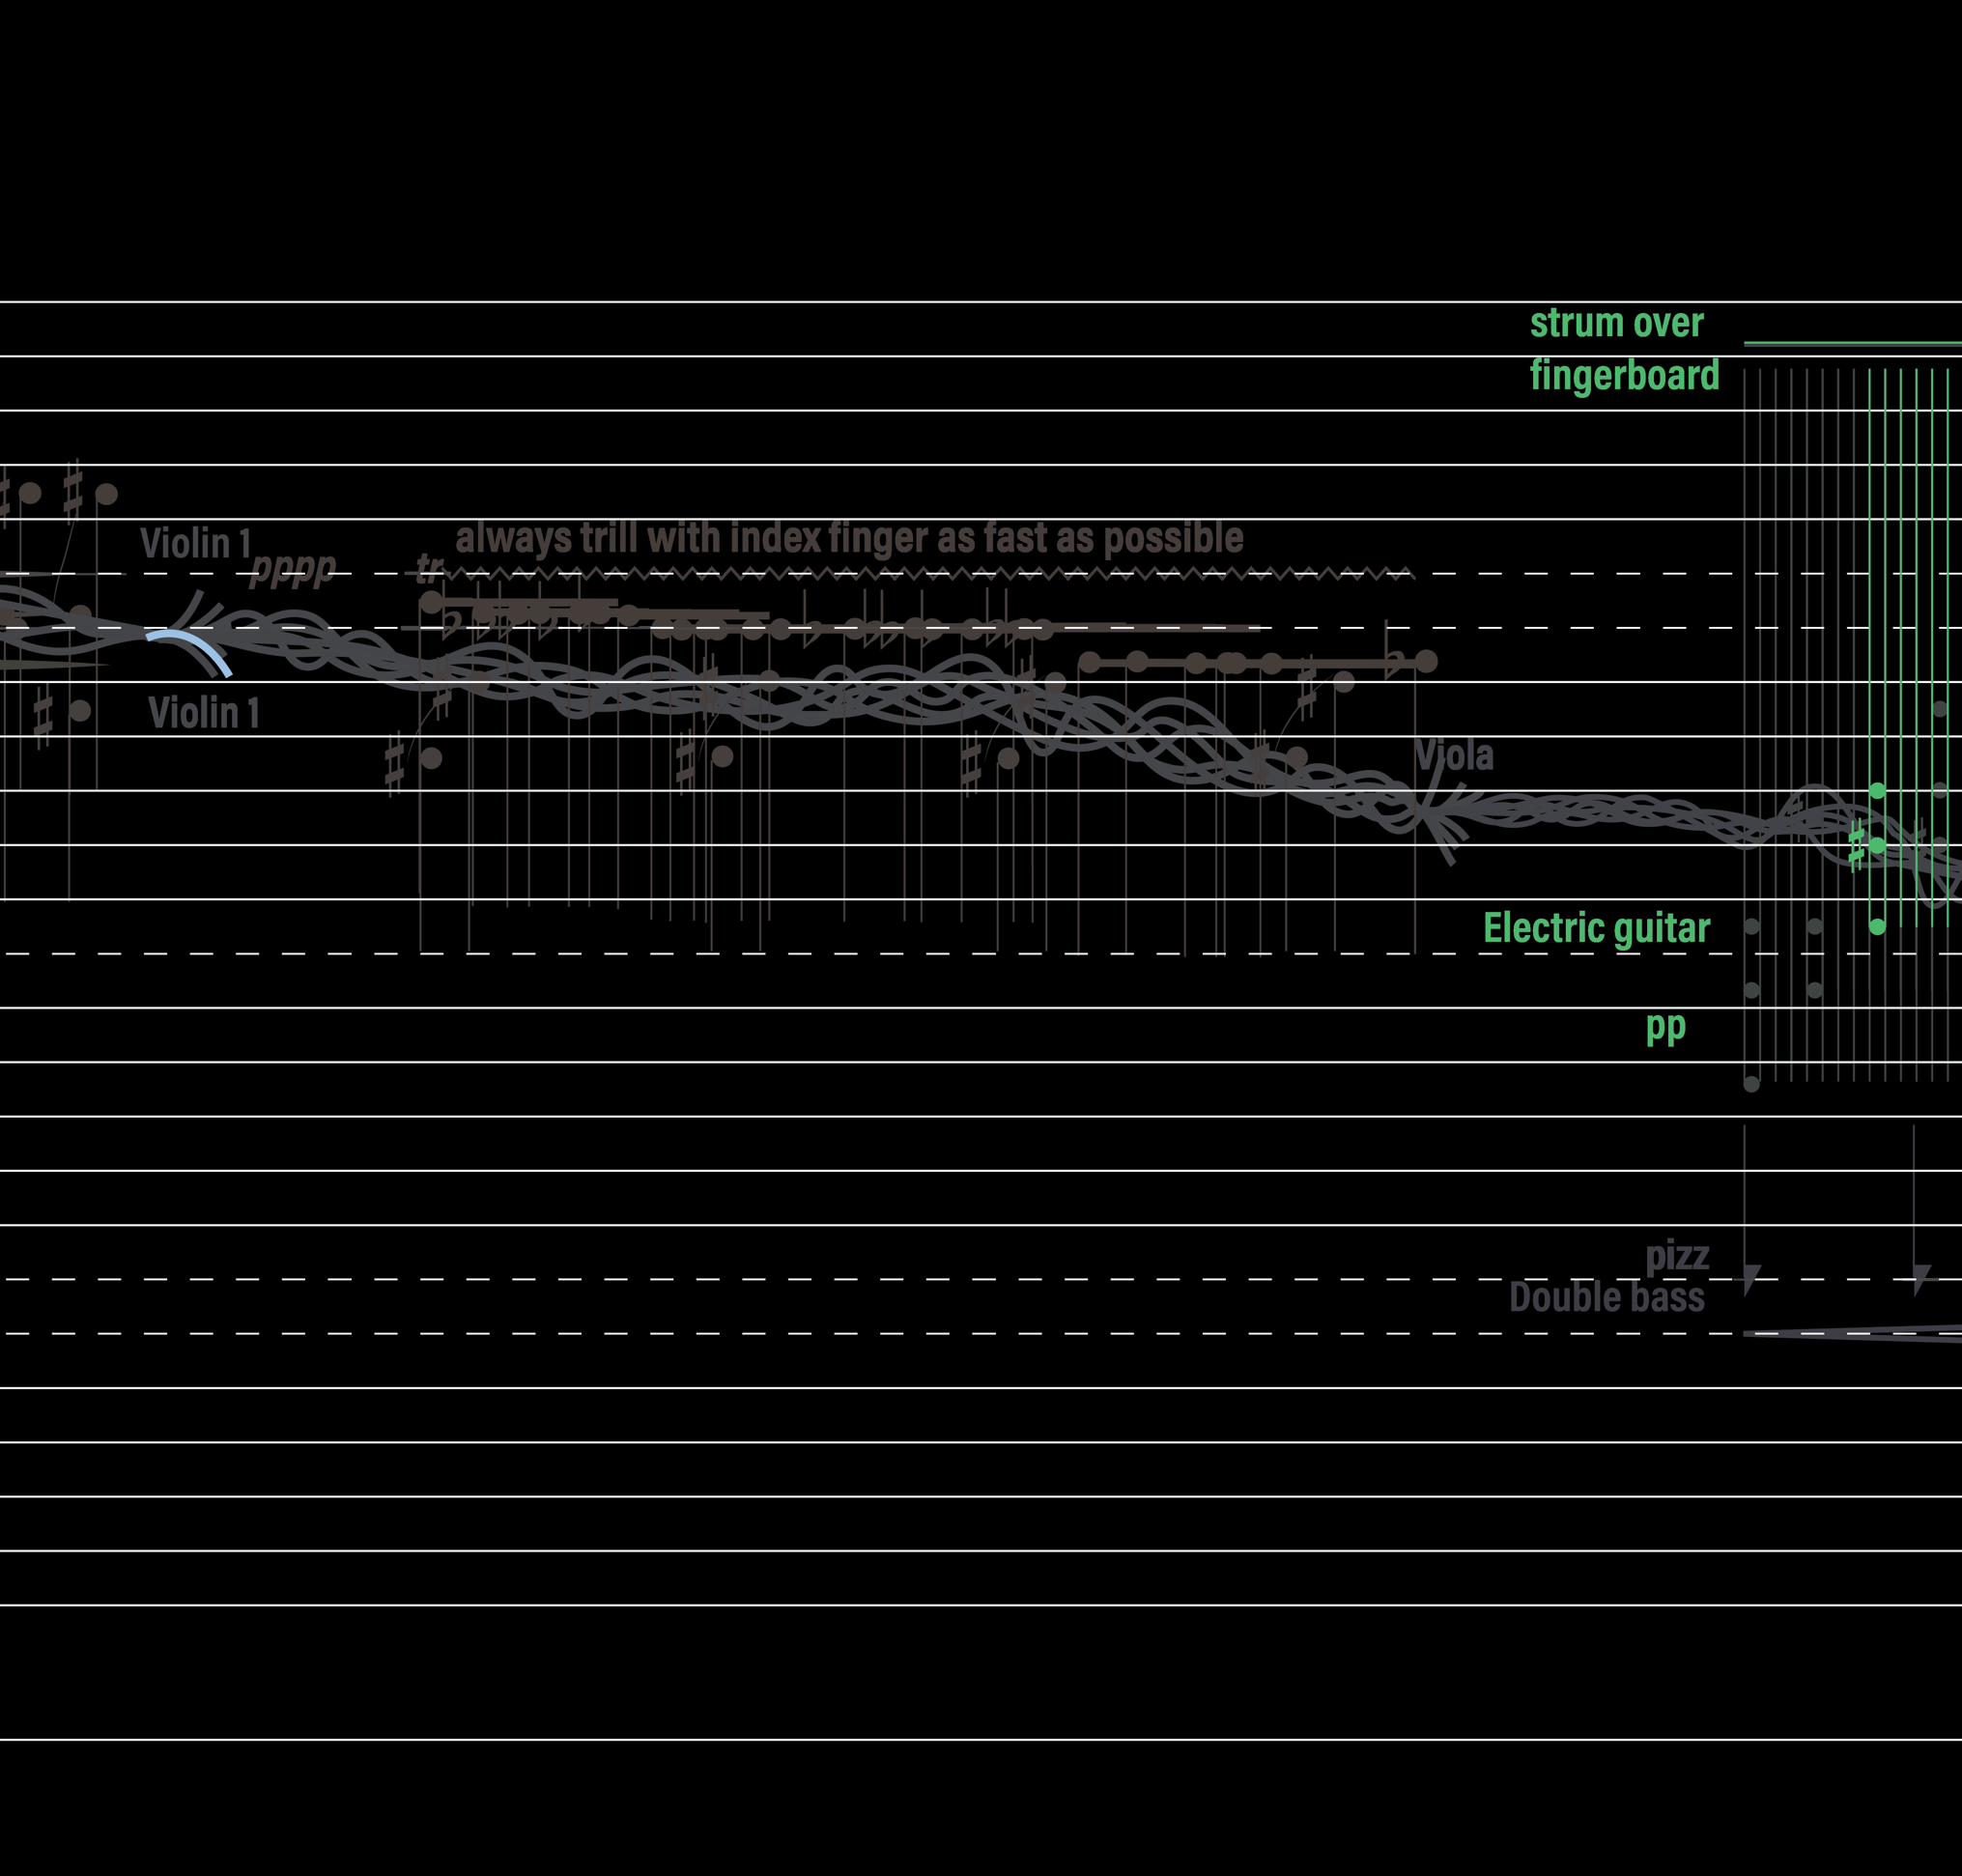 strum over
fingerboard
Violin 1
pppp
tr
always trill with index finger as fast as possible
Violin 1
Viola
Electric guitar
pp
pizz
Double bass